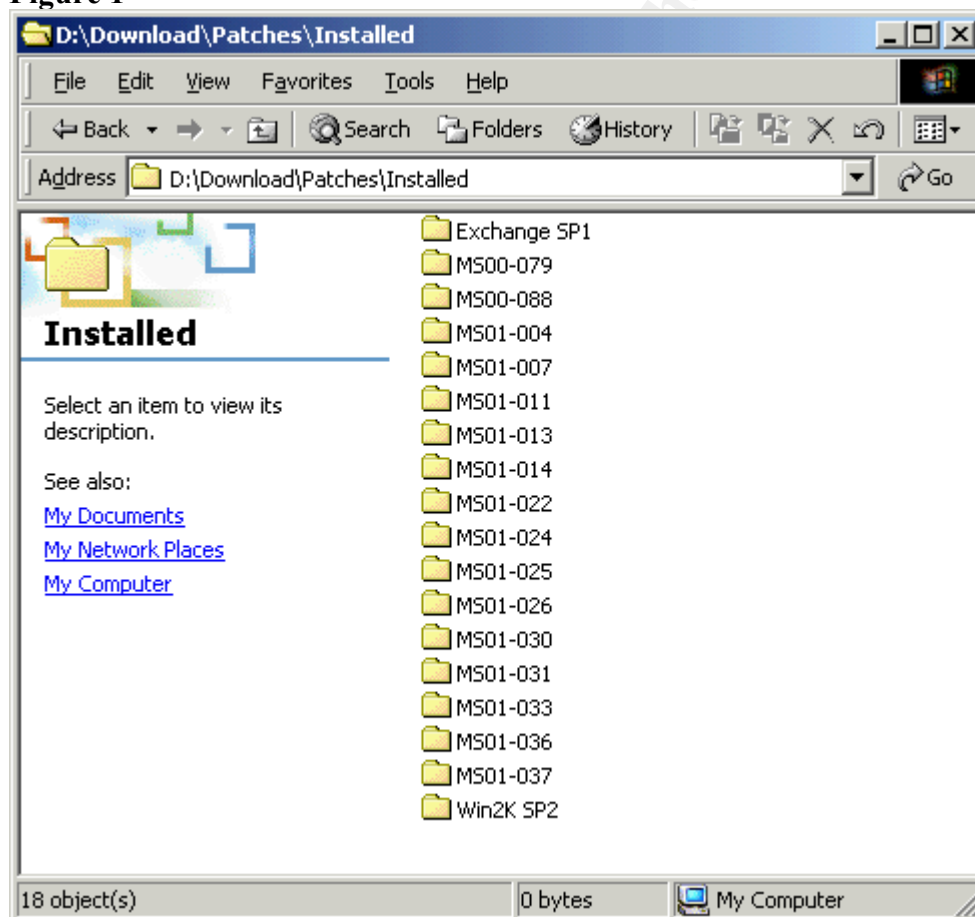 Figure 1
D:\Download\Patches\Installed
File Edit View Favorites Tools Help
Back Search Folders History
Address D:\Download\Patches\Installed Go
Installed
Select an item to view its
description.
See also:
My Documents
My Network Places
My Computer
Exchange SP1
MS00-079
MS00-088
MS01-004
MS01-007
MS01-011
MS01-013
MS01-014
MS01-022
MS01-024
MS01-025
MS01-026
MS01-030
MS01-031
MS01-033
MS01-036
MS01-037
Win2K SP2
18 object(s) 0 bytes My Computer